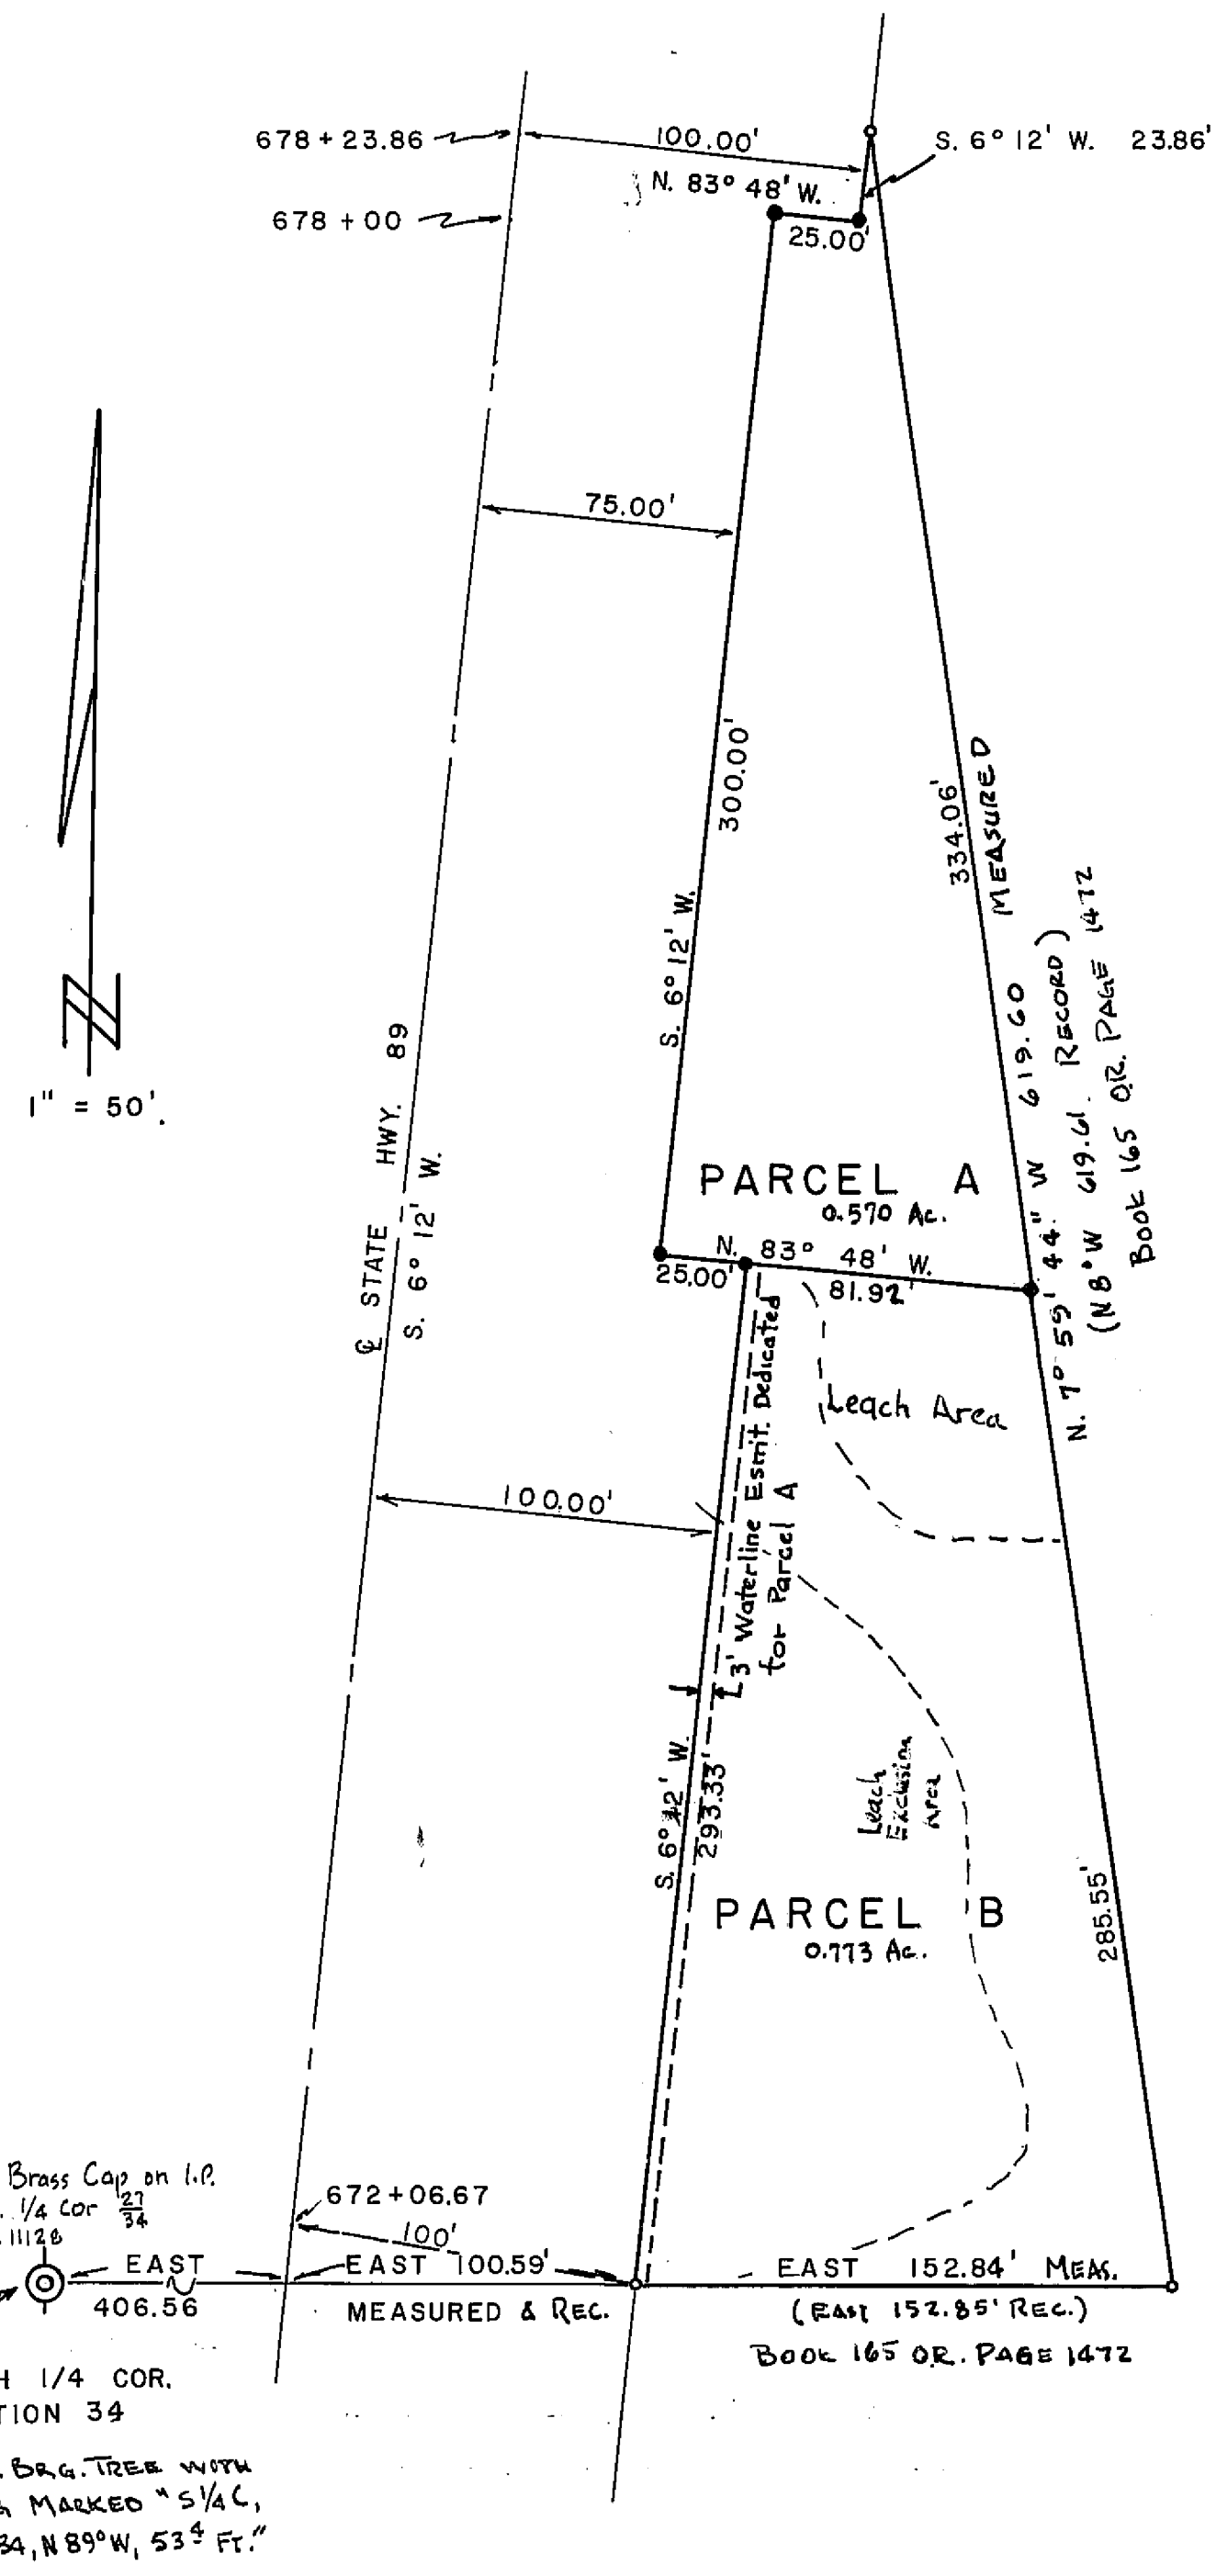 678 + 23.86
100.00'
S. 6° 12' W. 23.86'
N. 83° 48' W.
678 + 00
25.00'
75.00'
300.00'
S. 6° 12' W.
334.06'
MEASURED
N. 7° 55' 44" W 619.60
(N 8° W 619.61. RECORD)
BOOK 165 O.R. PAGE 1472
N
1" = 50'.
℄ STATE HWY. 89
S. 6° 12' W.
PARCEL A
0.570 Ac.
N. 83° 48' W.
25.00'
81.92'
3' Waterline Esmt. Dedicated
for Parcel A
Leach Area
100.00'
S. 6° 12' W.
293.33'
Leach
Exclusion
Area
PARCEL B
0.773 Ac.
285.55'
Brass Cap on I.P.
. 1/4 Cor 27/34
. 11128
672+06.67
100'
EAST
406.56
EAST 100.59'
MEASURED & REC.
EAST 152.84' MEAS.
(EAST 152.85' REC.)
BOOK 165 O.R. PAGE 1472
H 1/4 COR.
TION 34
. BRG. TREE WITH
MARKED "S 1/4 C,
34, N 89° W, 53⁴ FT."